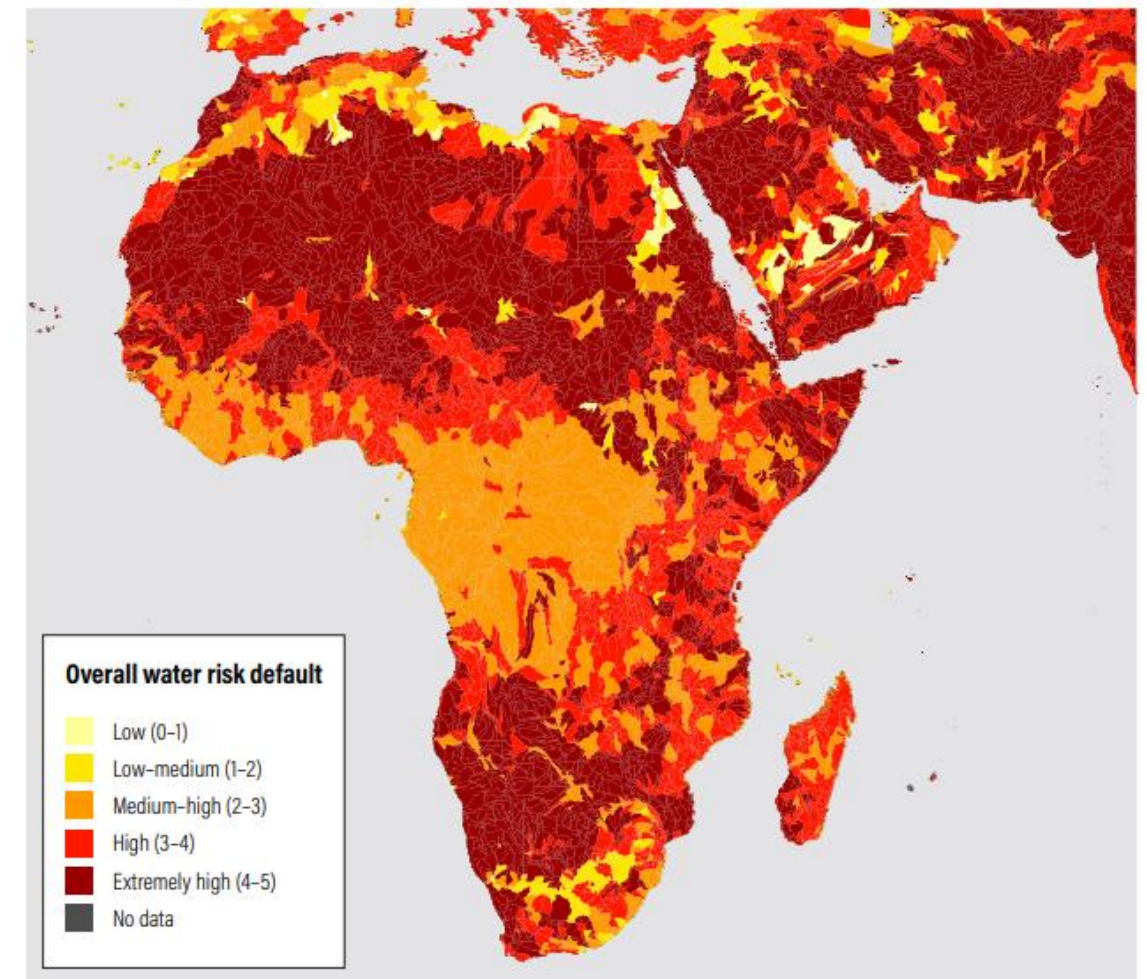 Overall water risk default
Low (0–1)
Low–medium (1–2)
Medium–high (2–3)
High (3–4)
Extremely high (4–5)
No data